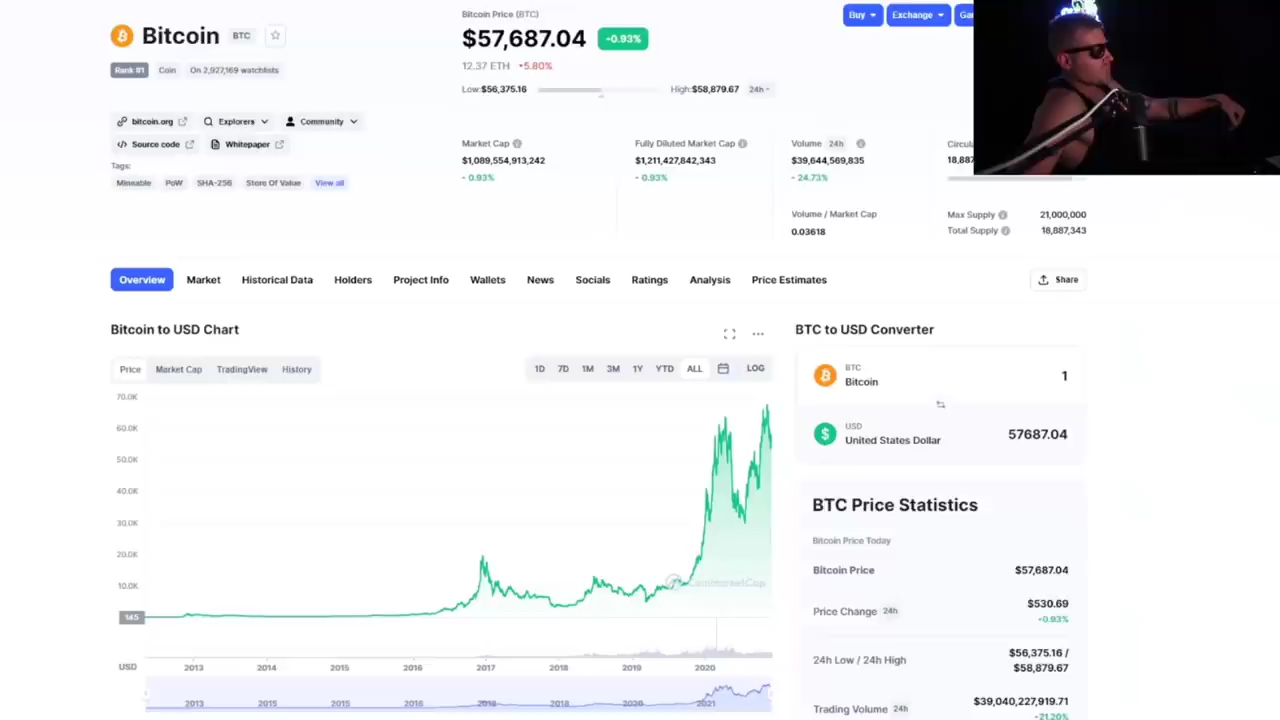 Bitcoin BTC
Rank #1 Coin On 2,927,169 watchlists
bitcoin.org Explorers Community
Source code Whitepaper
Tags:
Mineable PoW SHA-256 Store Of Value View all
Bitcoin Price (BTC)
$57,687.04 0.93%
12.37 ETH 5.80%
Low: $56,375.16 High: $58,879.67 24h
Buy Exchange Ga
Market Cap
$1,089,554,913,242
0.93%
Fully Diluted Market Cap
$1,211,427,842,343
0.93%
Volume 24h
$39,644,569,835
24.73%
Volume / Market Cap
0.03618
Circula
18,887
Max Supply 21,000,000
Total Supply 18,887,343
Overview Market Historical Data Holders Project Info Wallets News Socials Ratings Analysis Price Estimates Share
Bitcoin to USD Chart
Price Market Cap TradingView History 1D 7D 1M 3M 1Y YTD ALL LOG
70.0K
60.0K
50.0K
40.0K
30.0K
20.0K
10.0K
145
CoinMarketCap
USD 2013 2014 2015 2016 2017 2018 2019 2020
2013 2015 2015 2016 2018 2018 2020 2021
BTC to USD Converter
BTC
Bitcoin 1
USD
United States Dollar 57687.04
BTC Price Statistics
Bitcoin Price Today
Bitcoin Price $57,687.04
Price Change 24h $530.69
0.93%
24h Low / 24h High $56,375.16 /
$58,879.67
Trading Volume 24h $39,040,227,919.71
21.20%